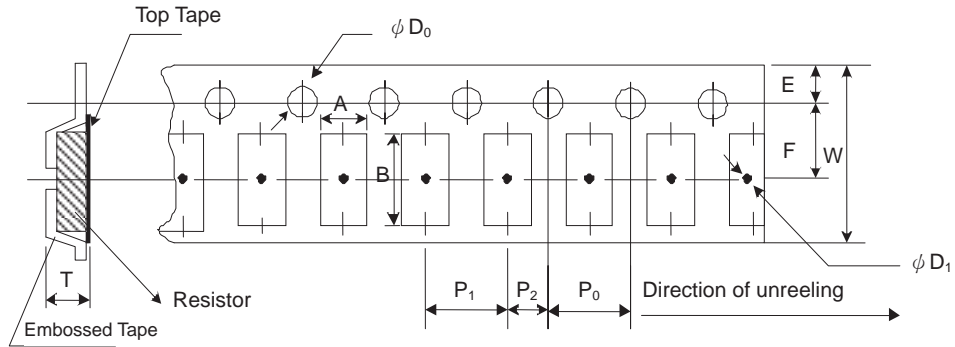 Top Tape
ϕ D₀
E
A
F
W
B
ϕ D₁
T
P₁
P₂
P₀
Direction of unreeling
Resistor
Embossed Tape